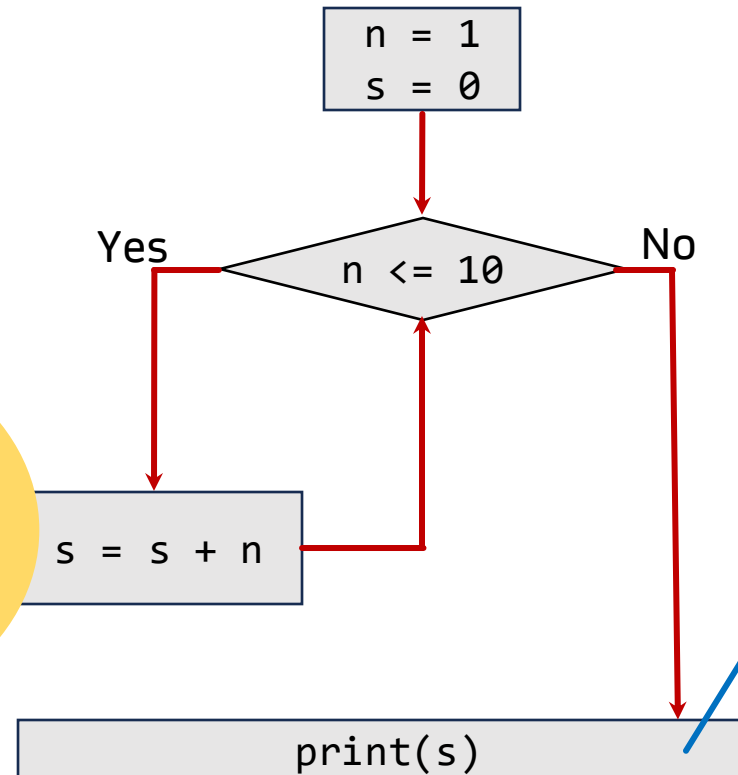 n = 1
s = 0
Yes
n <= 10
No
s = s + n
print(s)